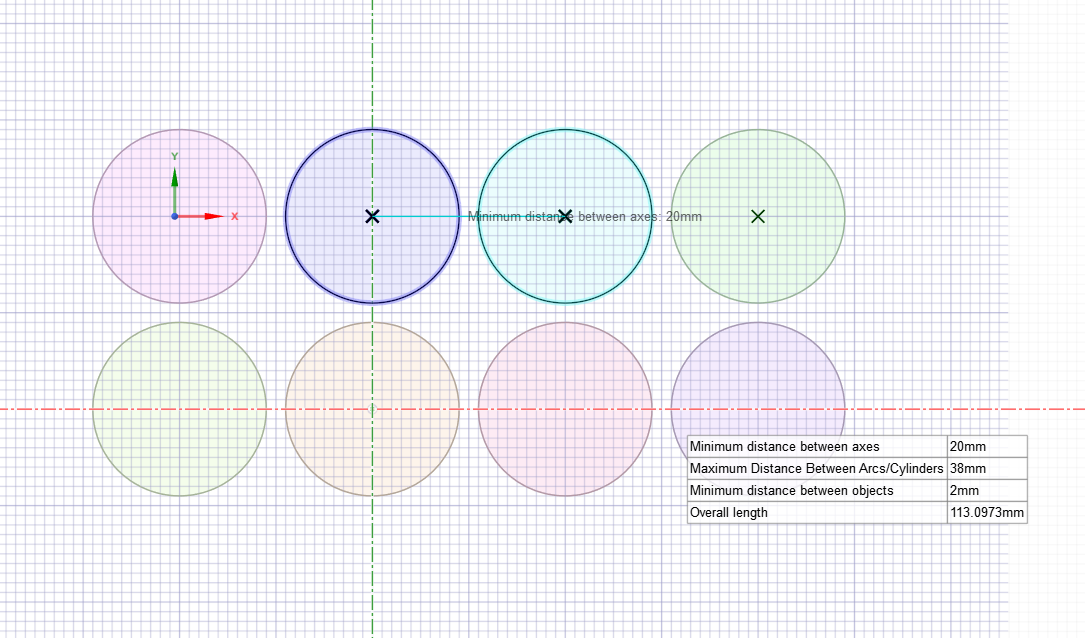 Y
X
Minimum distance between axes: 20mm
Minimum distance between axes 20mm
Maximum Distance Between Arcs/Cylinders 38mm
Minimum distance between objects 2mm
Overall length 113.0973mm